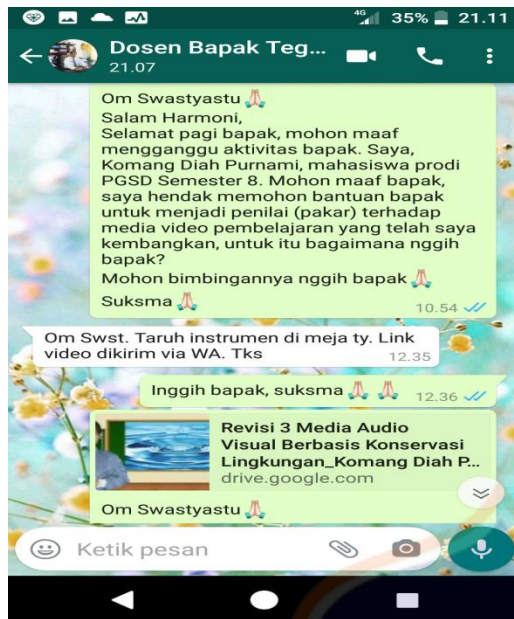 4G 35% 21.11
Dosen Bapak Teg...
21.07
Om Swastyastu 🙏
Salam Harmoni,
Selamat pagi bapak, mohon maaf
mengganggu aktivitas bapak. Saya,
Komang Diah Purnami, mahasiswa prodi
PGSD Semester 8. Mohon maaf bapak,
saya hendak memohon bantuan bapak
untuk menjadi penilai (pakar) terhadap
media video pembelajaran yang telah saya
kembangkan, untuk itu bagaimana nggih
bapak?
Mohon bimbingannya nggih bapak 🙏
Suksma 🙏
10.54
Om Swst. Taruh instrumen di meja ty. Link
video dikirim via WA. Tks
12.35
Inggih bapak, suksma 🙏 🙏 12.36
Revisi 3 Media Audio
Visual Berbasis Konservasi
Lingkungan_Komang Diah P...
drive.google.com
Om Swastyastu 🙏
Ketik pesan